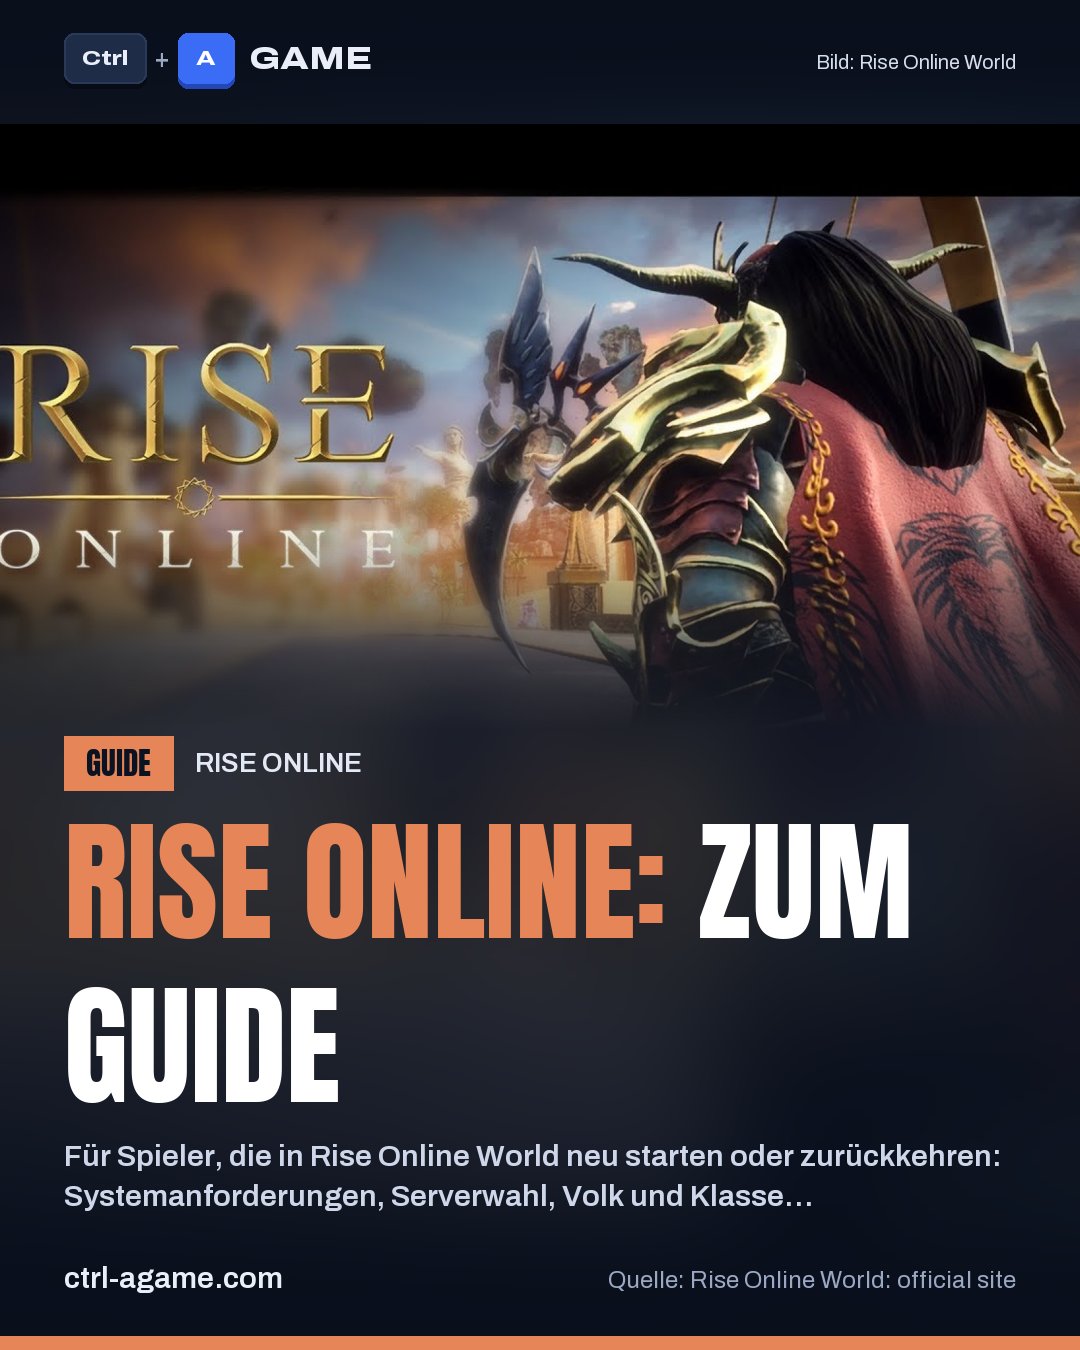 Ctrl + A GAME
Bild: Rise Online World
RISE
ONLINE
GUIDE
RISE ONLINE
RISE ONLINE: ZUM
GUIDE
Für Spieler, die in Rise Online World neu starten oder zurückkehren:
Systemanforderungen, Serverwahl, Volk und Klasse…
ctrl-agame.com
Quelle: Rise Online World: official site